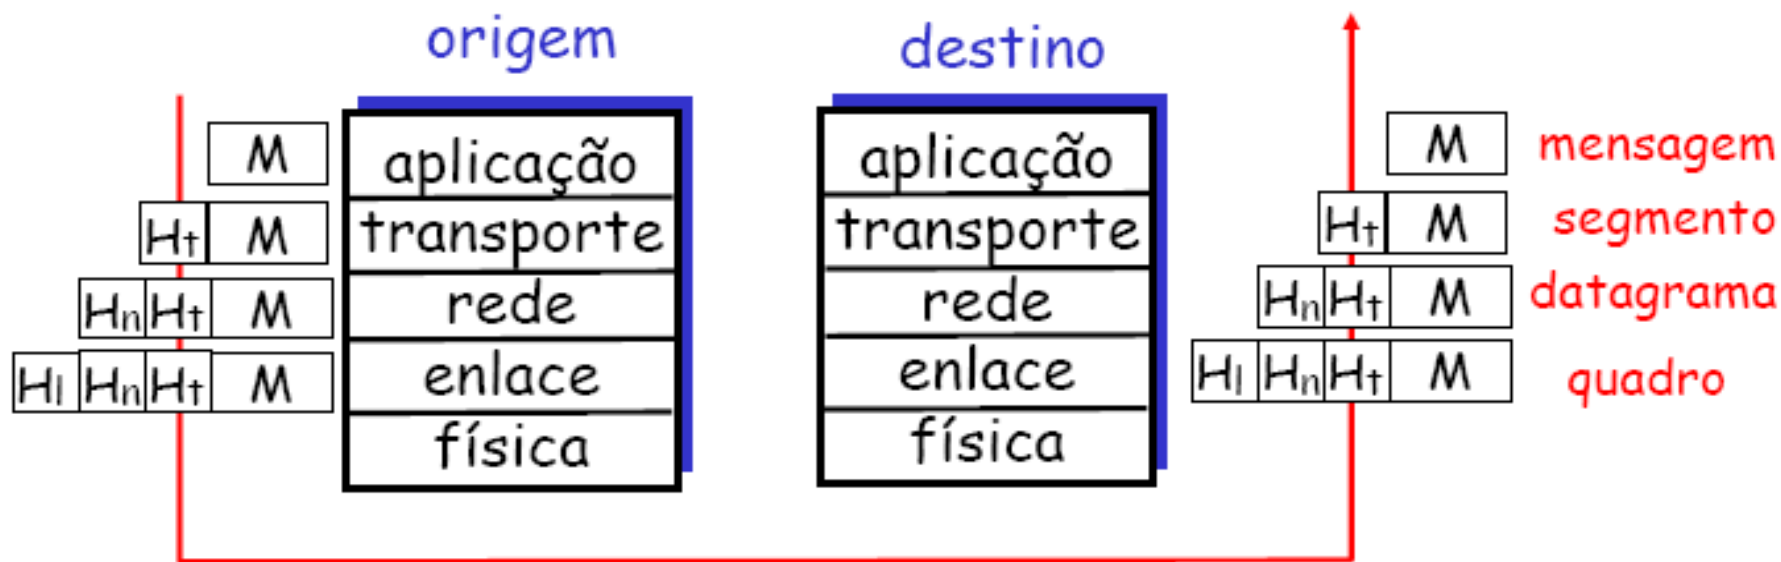 origem destino
M aplicação aplicação M mensagem
Ht M transporte transporte Ht M segmento
Hn Ht M rede rede Hn Ht M datagrama
Hl Hn Ht M enlace enlace Hl Hn Ht M quadro
física física